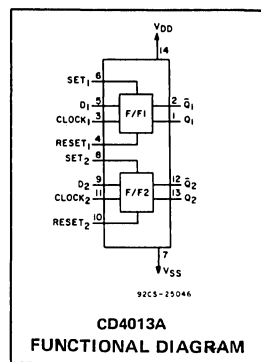 VDD
14
6
SET1
D1 5 2 Q̅1
CLOCK1 3 F/F1 1 Q1
RESET1 4
SET2
8
D2 9 12 Q̅2
CLOCK2 11 F/F2 13 Q2
RESET2 10
7
VSS
92CS-25046
CD4013A
FUNCTIONAL DIAGRAM